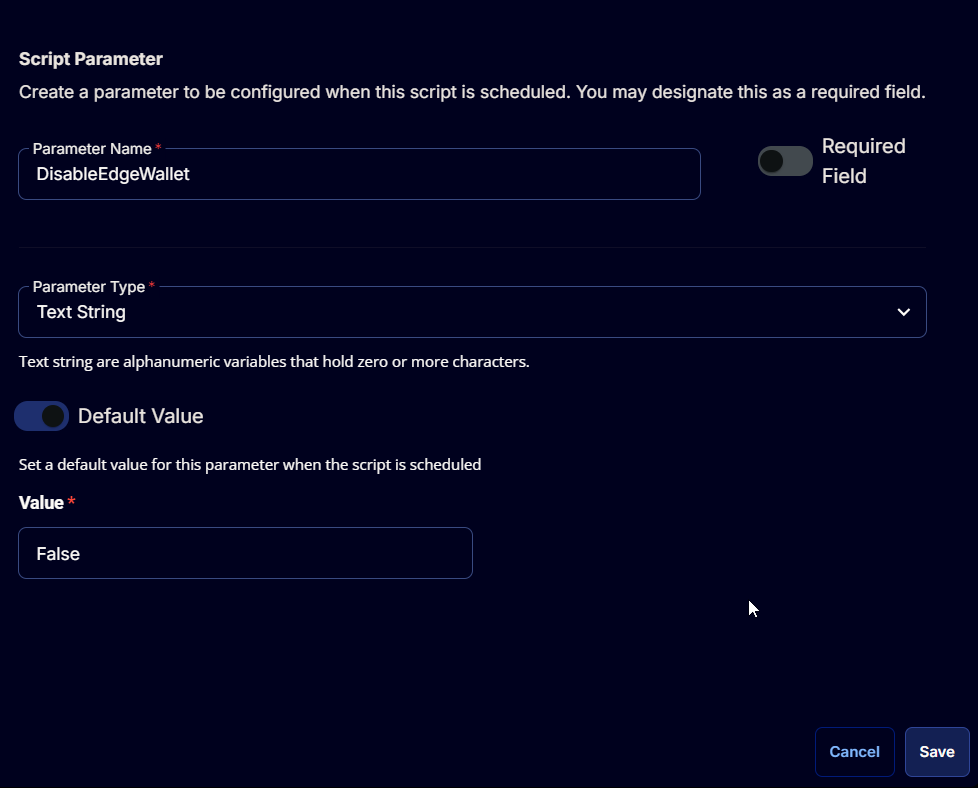 Script Parameter
Create a parameter to be configured when this script is scheduled. You may designate this as a required field.
Parameter Name *
DisableEdgeWallet
Required
Field
Parameter Type *
Text String
Text string are alphanumeric variables that hold zero or more characters.
Default Value
Set a default value for this parameter when the script is scheduled
Value *
False
Cancel
Save